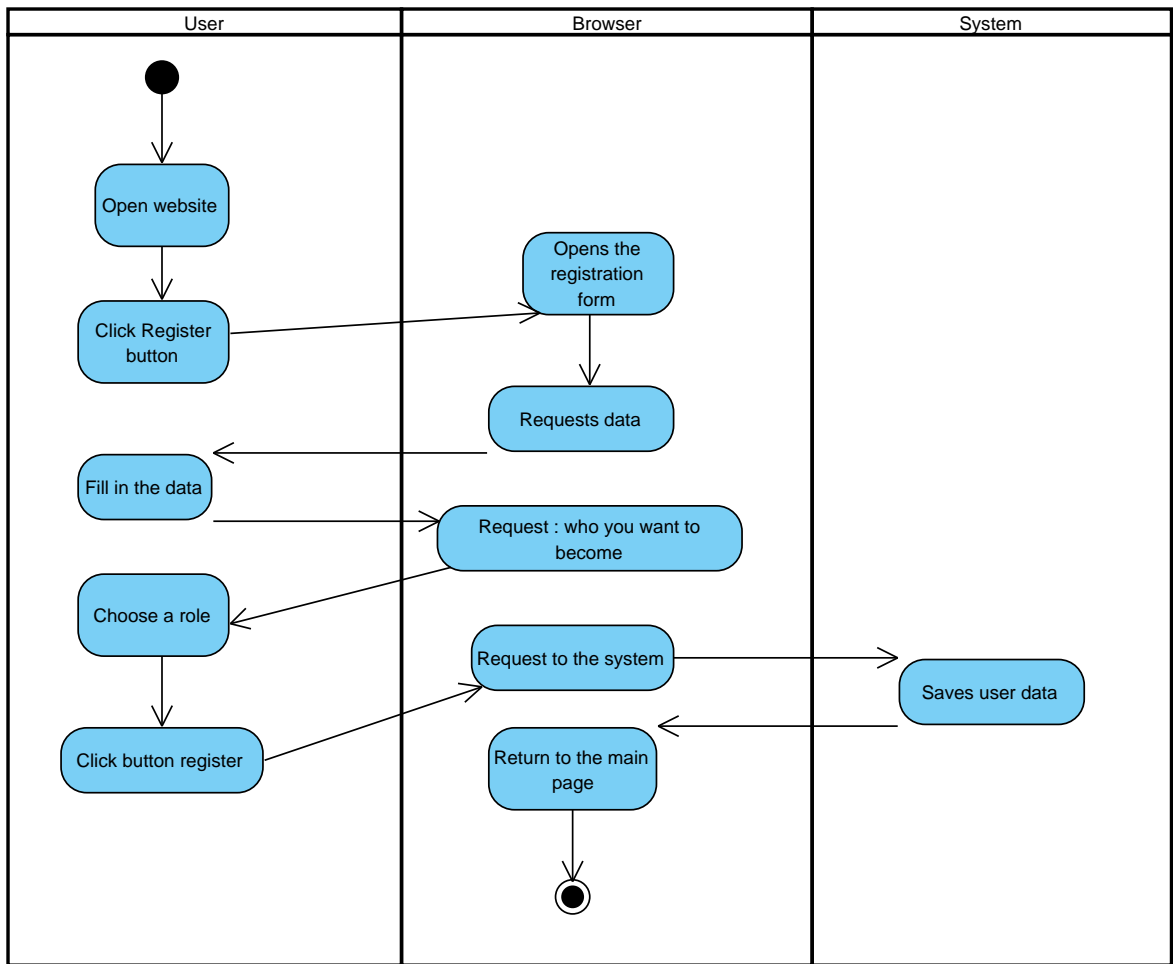 User
Browser
System
Open website
Opens the
registration
form
Click Register
button
Requests data
Fill in the data
Request : who you want to
become
Choose a role
Request to the system
Saves user data
Click button register
Return to the main
page